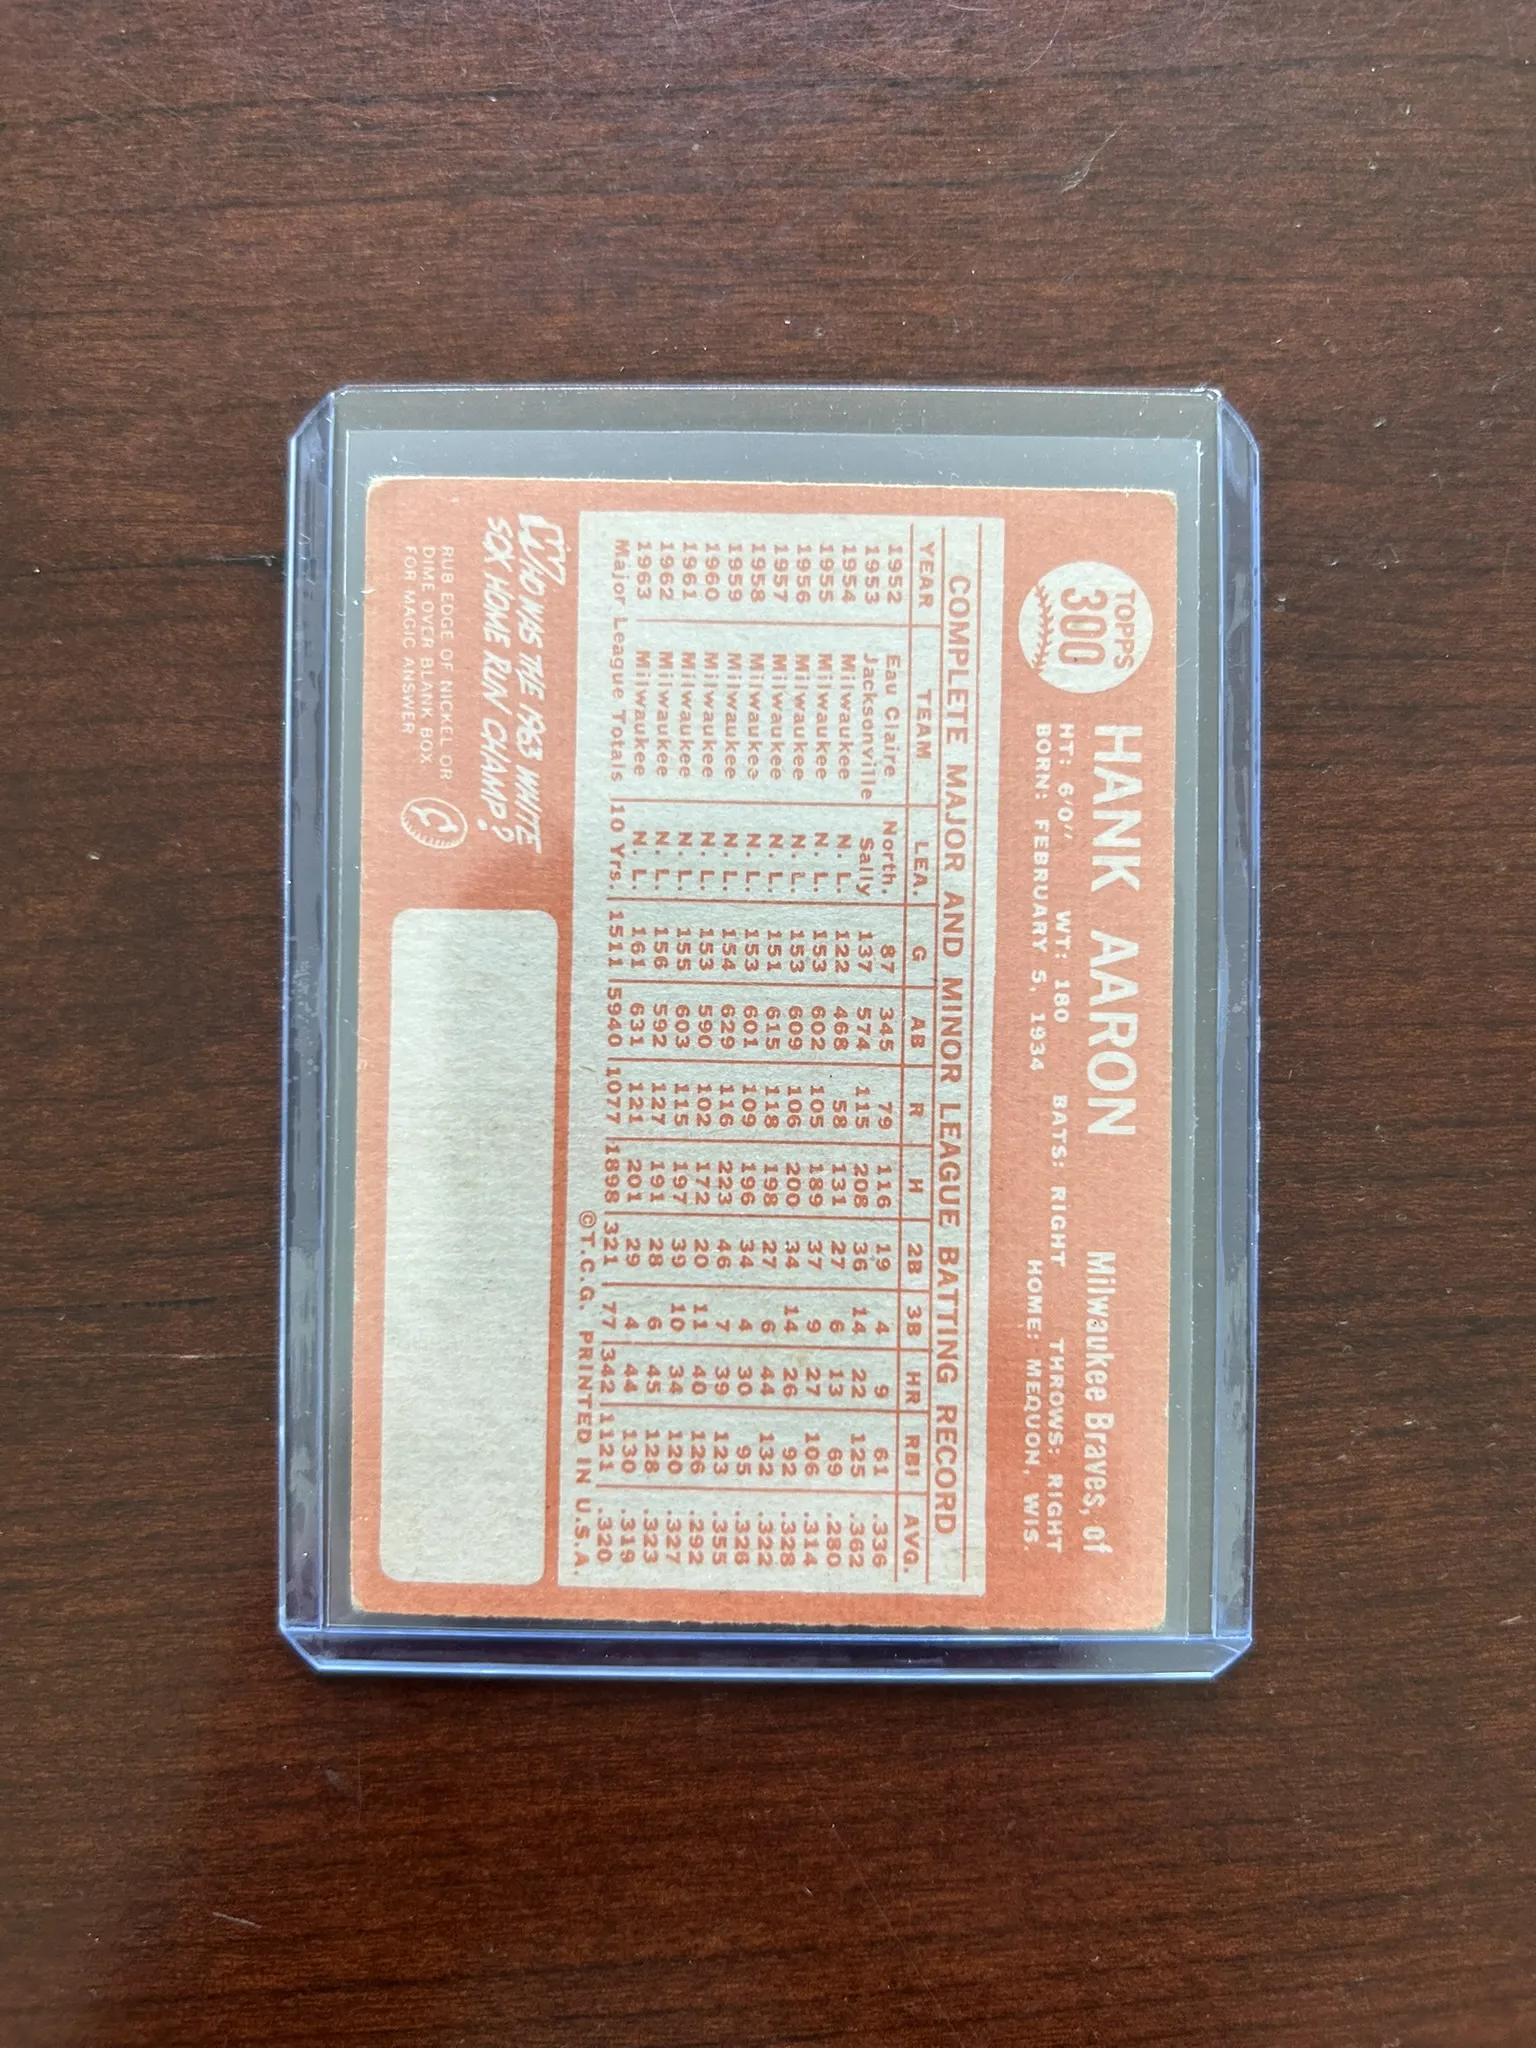 TOPPS
300
HANK AARON Milwaukee Braves, of
HT: 6'0" WT: 180 BATS: RIGHT THROWS: RIGHT
BORN: FEBRUARY 5, 1934 HOME: MEQUON, WIS.
COMPLETE MAJOR AND MINOR LEAGUE BATTING RECORD
YEAR TEAM LEA. G AB R H 2B 3B HR RBI AVG.
1952 Eau Claire North. 87 345 79 116 19 4 9 61 .336
1953 Jacksonville Sally 137 574 115 208 36 14 22 125 .362
1954 Milwaukee N. L. 122 468 58 131 27 6 13 69 .280
1955 Milwaukee N. L. 153 602 105 189 37 9 27 106 .314
1956 Milwaukee N. L. 153 609 106 200 34 14 26 92 .328
1957 Milwaukee N. L. 151 615 118 198 27 6 44 132 .322
1958 Milwaukee N. L. 153 601 109 196 34 4 30 95 .326
1959 Milwaukee N. L. 154 629 116 223 46 7 39 123 .355
1960 Milwaukee N. L. 153 590 102 172 20 11 40 126 .292
1961 Milwaukee N. L. 155 603 115 197 39 10 34 120 .327
1962 Milwaukee N. L. 156 592 127 191 28 6 45 128 .323
1963 Milwaukee N. L. 161 631 121 201 29 4 44 130 .319
Major League Totals 10 Yrs. 1511 5940 1077 1898 321 77 342 1121 .320
©T.C.G. PRINTED IN U.S.A.
WHO WAS THE 1963 WHITE
SOX HOME RUN CHAMP?
RUB EDGE OF NICKEL OR
DIME OVER BLANK BOX
FOR MAGIC ANSWER